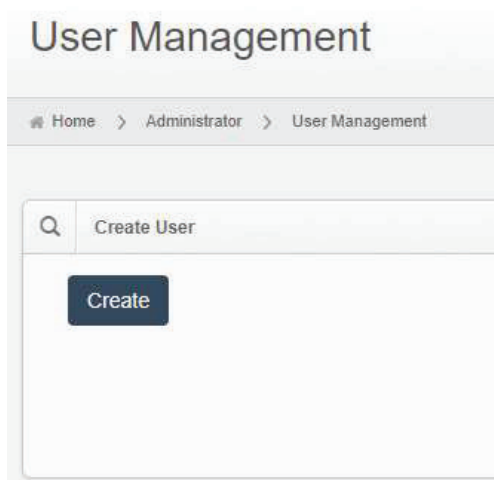 User Management
Home > Administrator > User Management
Create User
Create